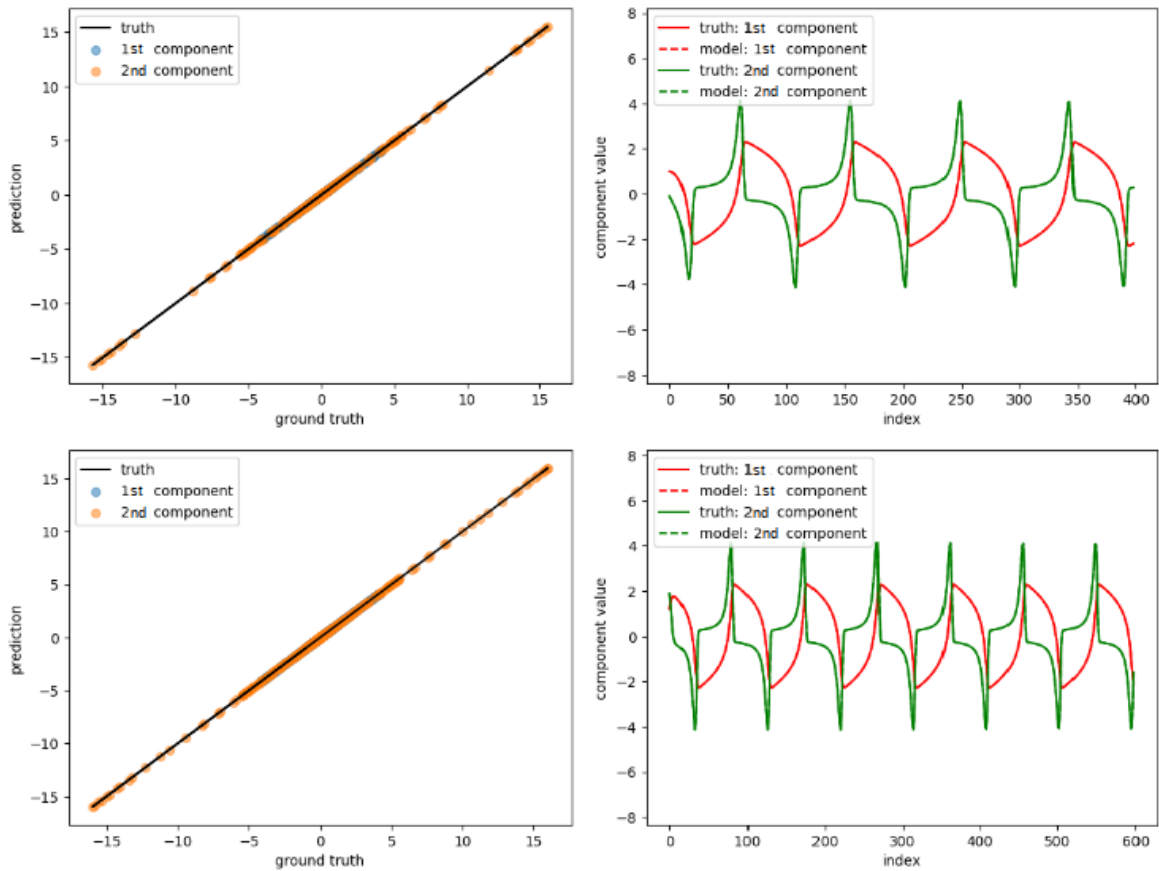 truth
1st component
2nd component
15
10
5
0
−5
−10
−15
prediction
−15
−10
−5
0
5
10
15
ground truth
truth: 1st component
model: 1st component
truth: 2nd component
model: 2nd component
8
6
4
2
0
−2
−4
−6
−8
component value
0
50
100
150
200
250
300
350
400
index
truth
1st component
2nd component
15
10
5
0
−5
−10
−15
prediction
−15
−10
−5
0
5
10
15
ground truth
truth: 1st component
model: 1st component
truth: 2nd component
model: 2nd component
8
6
4
2
0
−2
−4
−6
−8
component value
0
100
200
300
400
500
600
index